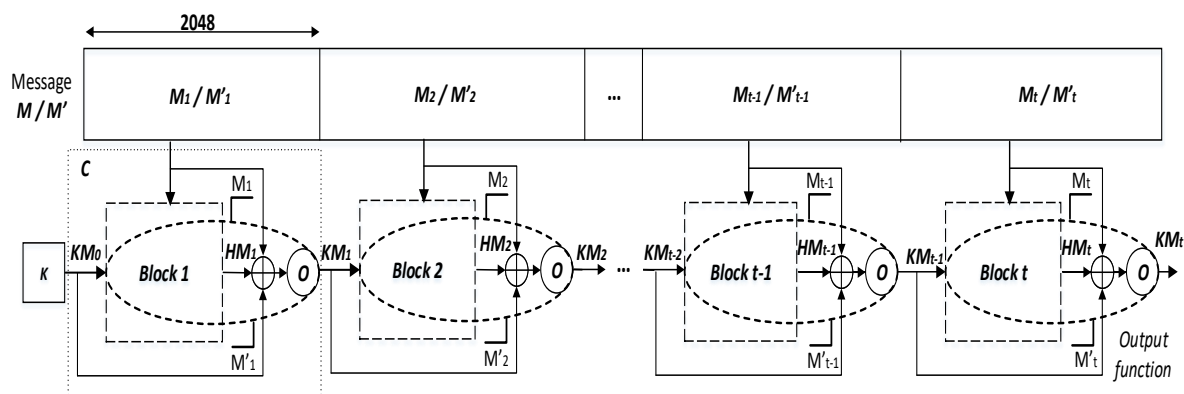 2048
Message
M / M'
M1 / M'1
M2 / M'2
...
Mt-1 / M't-1
Mt / M't
C
M1
M2
Mt-1
Mt
K
KM0
Block 1
HM1
O
KM1
Block 2
HM2
O
KM2
...
KMt-2
Block t-1
HMt-1
O
KMt-1
Block t
HMt
O
KMt
M'1
M'2
M't-1
M't
Output
function